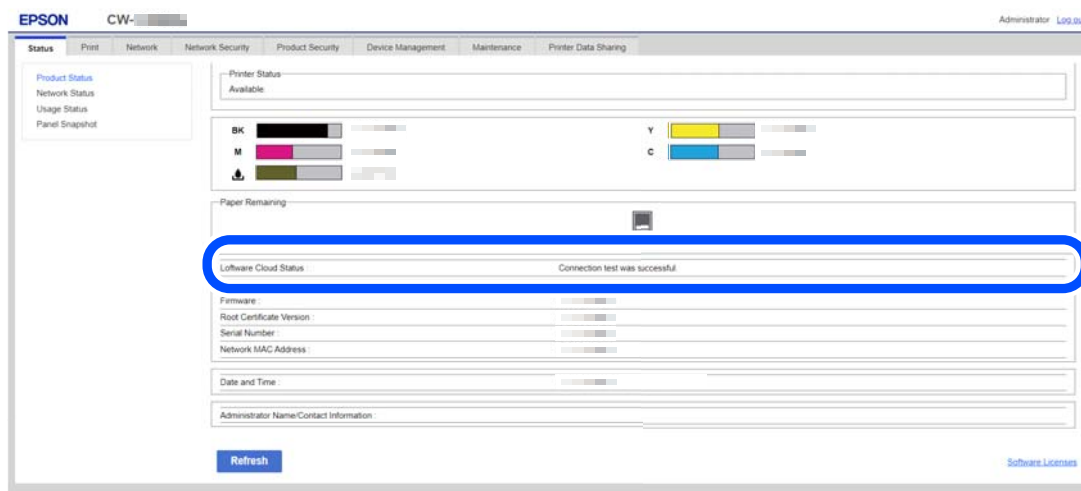 EPSON CW- Administrator Log ou
Status Print Network Network Security Product Security Device Management Maintenance Printer Data Sharing
Product Status
Network Status
Usage Status
Panel Snapshot
Printer Status
Available
BK Y
M C
Paper Remaining
Loftware Cloud Status : Connection test was successful.
Firmware :
Root Certificate Version :
Serial Number :
Network MAC Address :
Date and Time :
Administrator Name/Contact Information :
Refresh Software Licenses